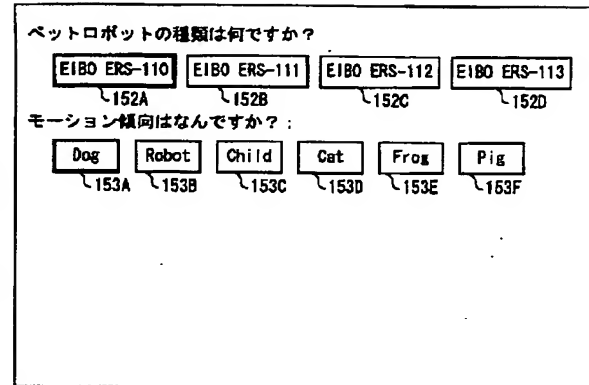 ペットロボットの種類は何ですか？
EIBO ERS-110 EIBO ERS-111 EIBO ERS-112 EIBO ERS-113
152A 152B 152C 152D
モーション傾向はなんですか？:
Dog Robot Child Cat Frog Pig
153A 153B 153C 153D 153E 153F